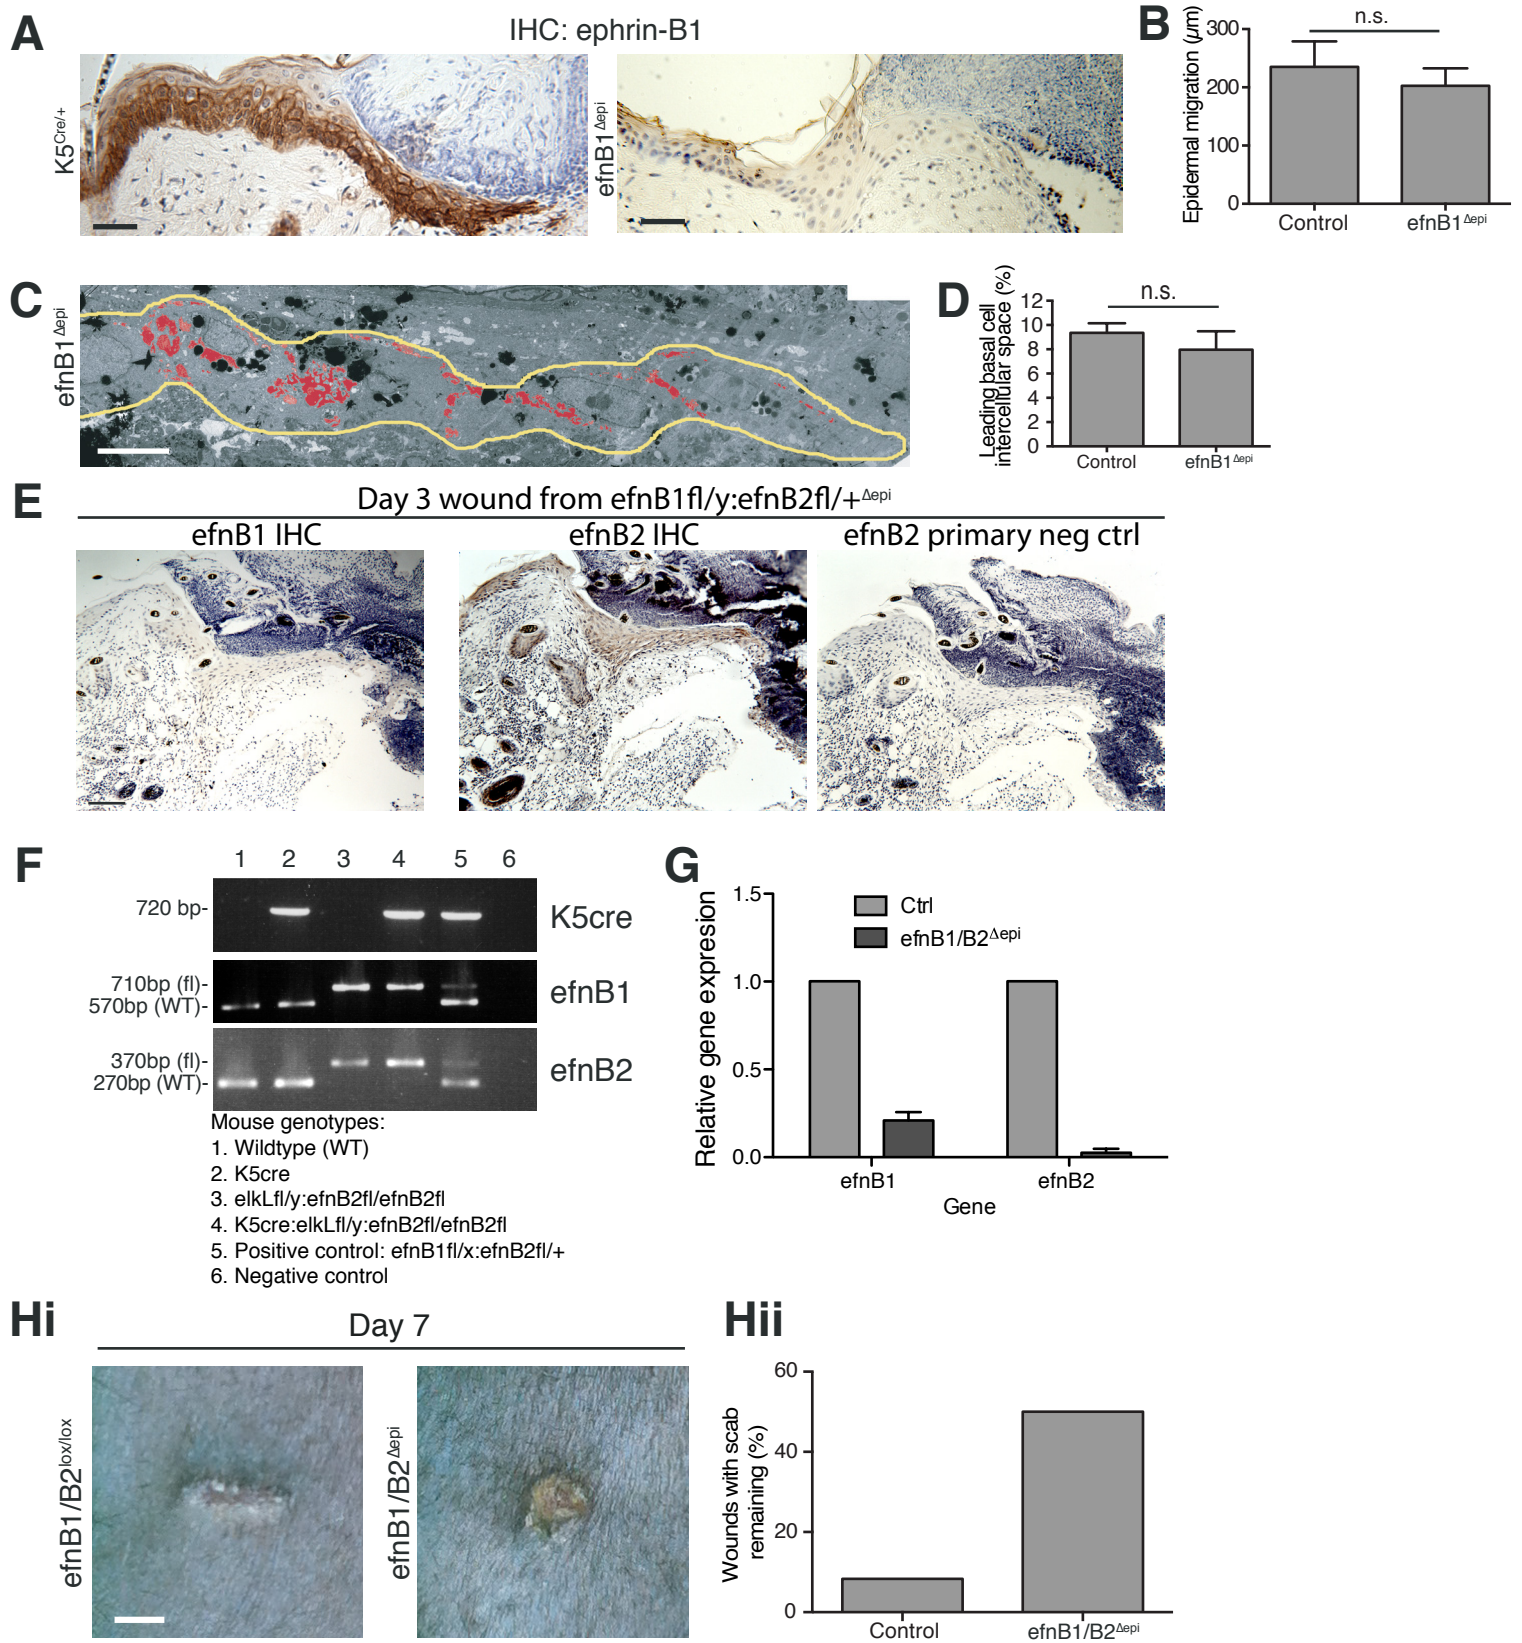 A
IHC: ephrin-B1
K5Cre/+
efnB1Δepi
B
n.s.
Epidermal migration (μm)
300
200
100
0
Control
efnB1Δepi
C
efnB1Δepi
D
n.s.
Leading basal cell
intercellular space (%)
12
10
8
6
4
2
0
Control
efnB1Δepi
E
Day 3 wound from efnB1fl/y:efnB2fl/+Δepi
efnB1 IHC
efnB2 IHC
efnB2 primary neg ctrl
F
1 2 3 4 5 6
720 bp-
K5cre
710bp (fl)-
570bp (WT)-
efnB1
370bp (fl)-
270bp (WT)-
efnB2
Mouse genotypes:
1. Wildtype (WT)
2. K5cre
3. elkLfl/y:efnB2fl/efnB2fl
4. K5cre:elkLfl/y:efnB2fl/efnB2fl
5. Positive control: efnB1fl/x:efnB2fl/+
6. Negative control
G
Relative gene expresion
1.5
1.0
0.5
0.0
Ctrl
efnB1/B2Δepi
efnB1
efnB2
Gene
Hi
Day 7
efnB1/B2lox/lox
efnB1/B2Δepi
Hii
Wounds with scab
remaining (%)
60
40
20
0
Control
efnB1/B2Δepi